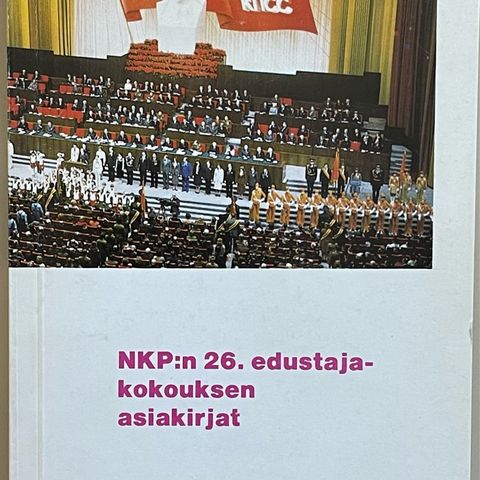 КПСС
NKP:n 26. edustaja-
kokouksen
asiakirjat